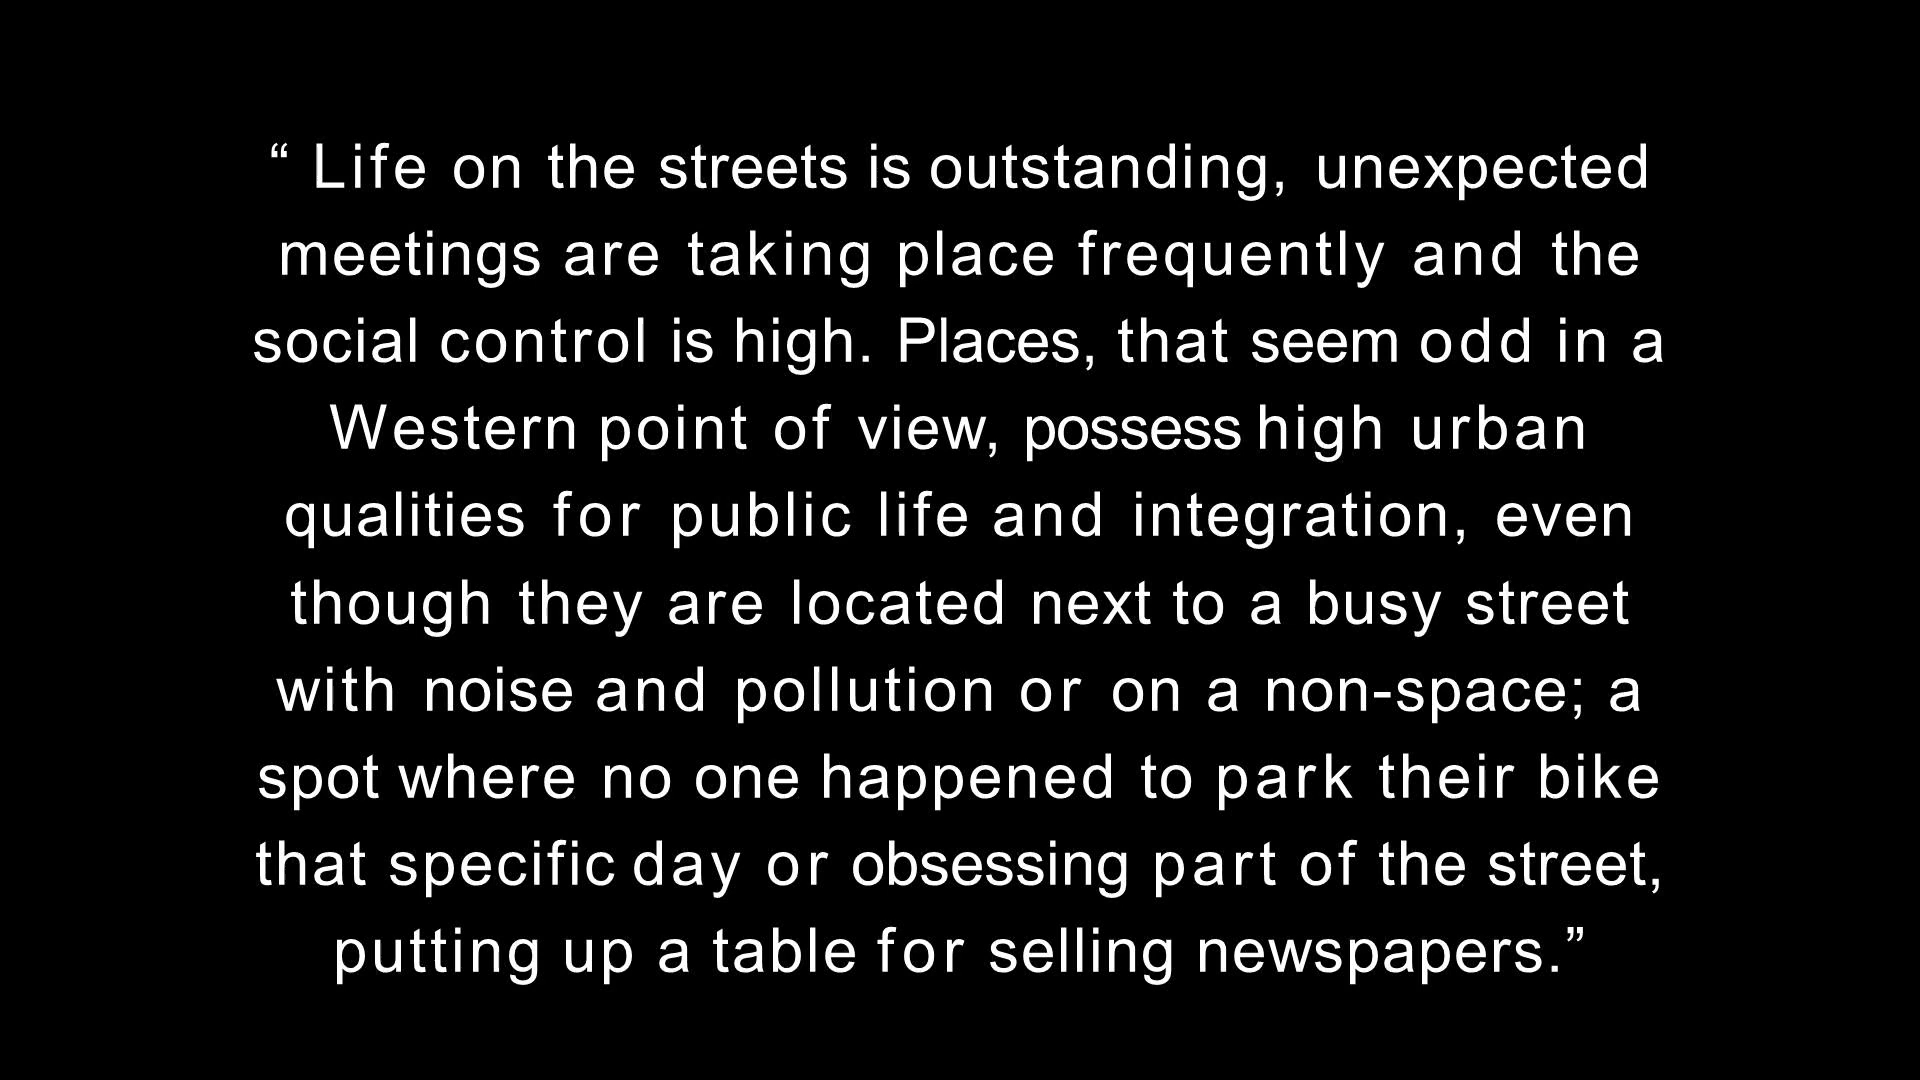 “ Life on the streets is outstanding, unexpected
meetings are taking place frequently and the
social control is high. Places, that seem odd in a
Western point of view, possess high urban
qualities for public life and integration, even
though they are located next to a busy street
with noise and pollution or on a non-space; a
spot where no one happened to park their bike
that specific day or obsessing part of the street,
putting up a table for selling newspapers.”